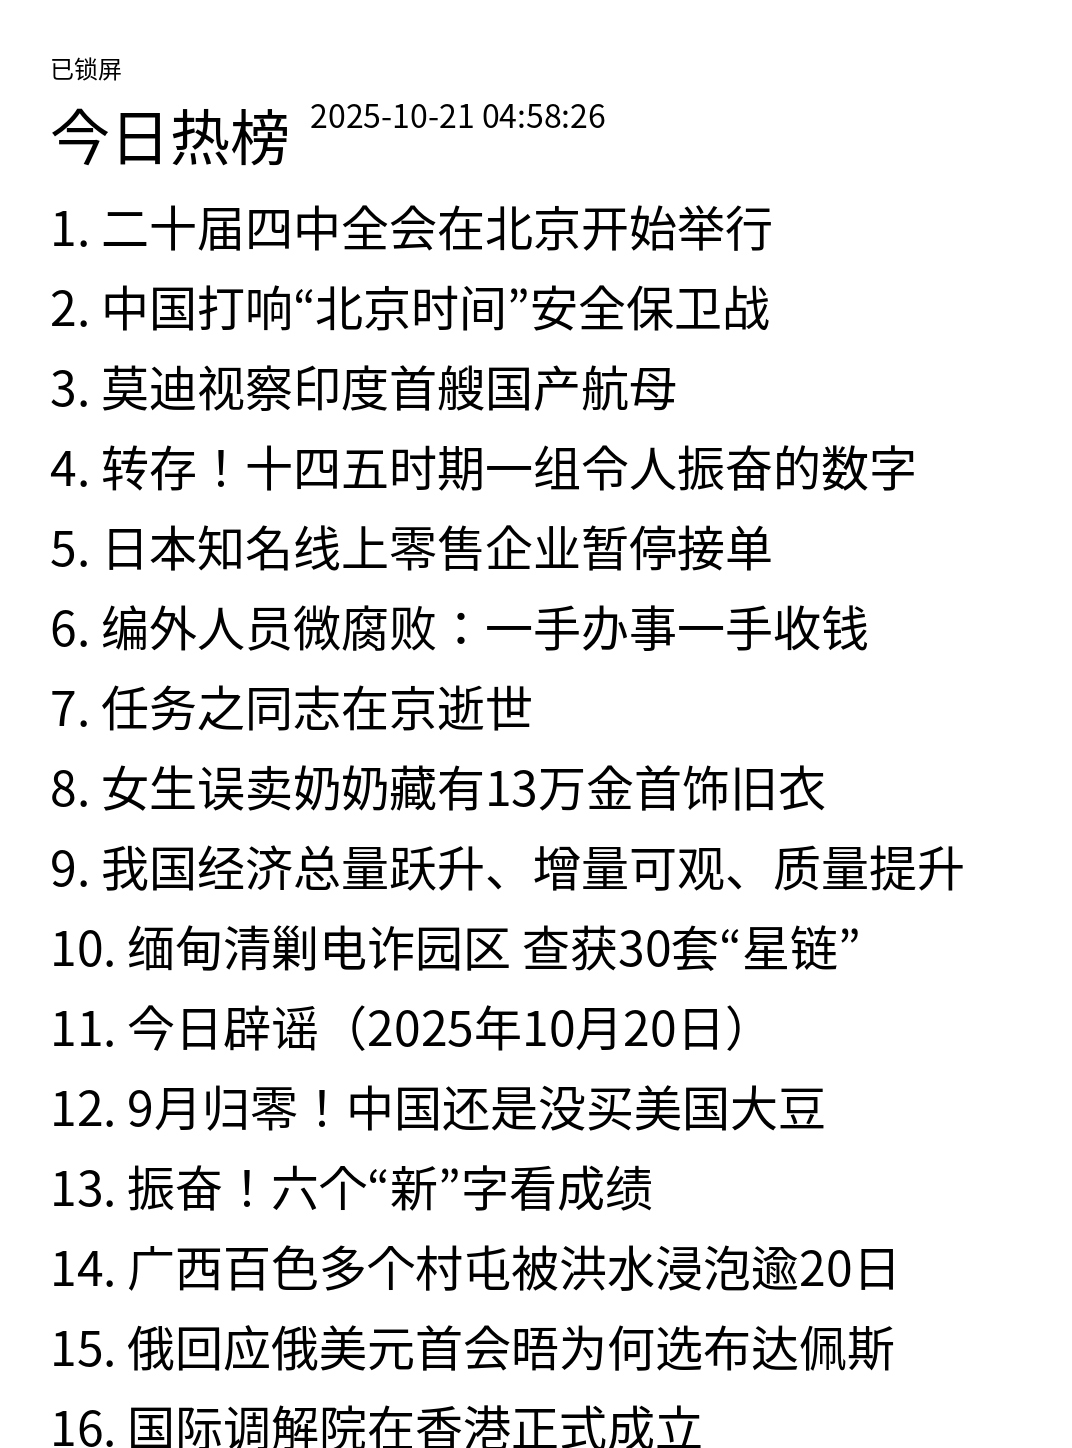 已锁屏
今日热榜 2025-10-21 04:58:26
1. 二十届四中全会在北京开始举行
2. 中国打响“北京时间”安全保卫战
3. 莫迪视察印度首艘国产航母
4. 转存！十四五时期一组令人振奋的数字
5. 日本知名线上零售企业暂停接单
6. 编外人员微腐败：一手办事一手收钱
7. 任务之同志在京逝世
8. 女生误卖奶奶藏有13万金首饰旧衣
9. 我国经济总量跃升、增量可观、质量提升
10. 缅甸清剿电诈园区 查获30套“星链”
11. 今日辟谣（2025年10月20日）
12. 9月归零！中国还是没买美国大豆
13. 振奋！六个“新”字看成绩
14. 广西百色多个村屯被洪水浸泡逾20日
15. 俄回应俄美元首会晤为何选布达佩斯
16. 国际调解院在香港正式成立